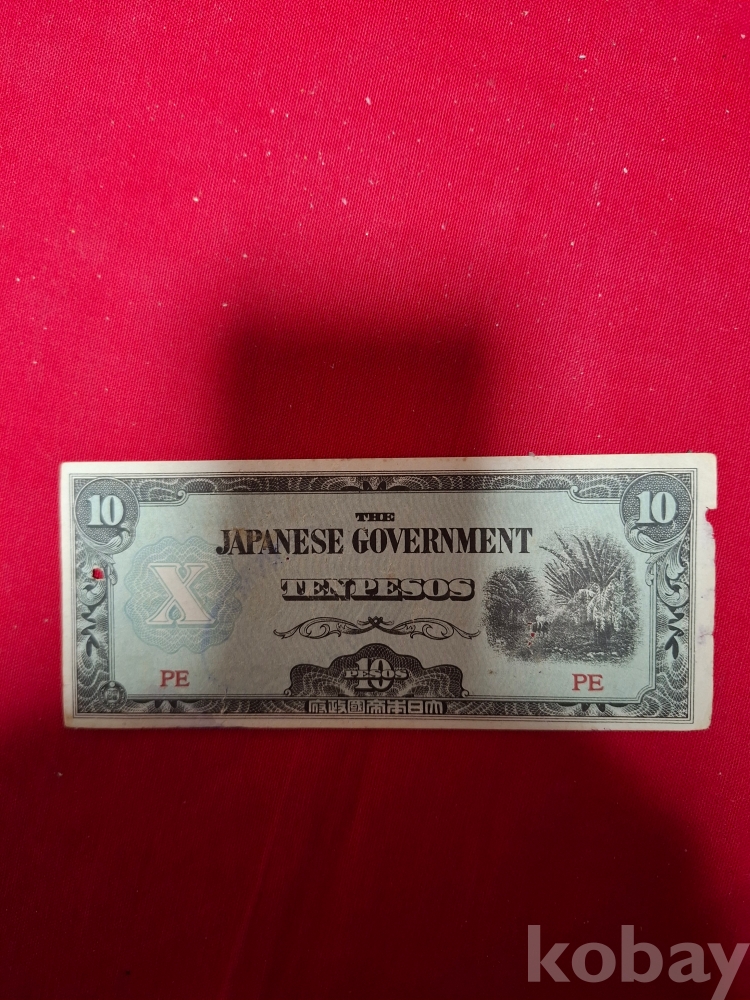 10
10
THE
JAPANESE GOVERNMENT
TEN PESOS
X
10
PESOS
PE
PE
府政國帝本日大
kobay